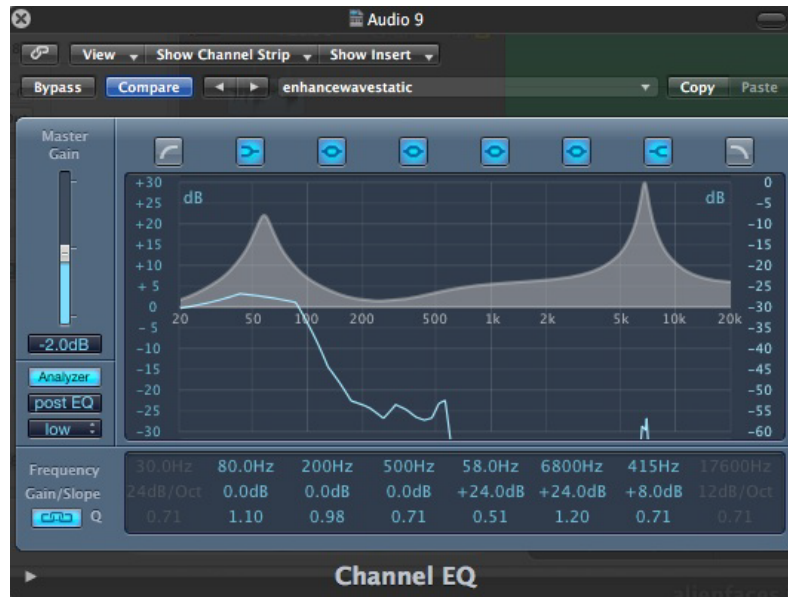 Audio 9
View Show Channel Strip Show Insert
Bypass Compare enhancewavestatic Copy Paste
Master
Gain
+30 dB dB 0
+25 -5
+20 -10
+15 -15
+10 -20
+ 5 -25
0 -30
20 50 100 200 500 1k 2k 5k 10k 20k
- 5 -35
-10 -40
-15 -45
-20 -50
-25 -55
-30 -60
-2.0dB
Analyzer
post EQ
low
Frequency 30.0Hz 80.0Hz 200Hz 500Hz 58.0Hz 6800Hz 415Hz 17600Hz
Gain/Slope 24dB/Oct 0.0dB 0.0dB 0.0dB +24.0dB +24.0dB +8.0dB 12dB/Oct
Q 0.71 1.10 0.98 0.71 0.51 1.20 0.71 0.71
Channel EQ
alienfaces